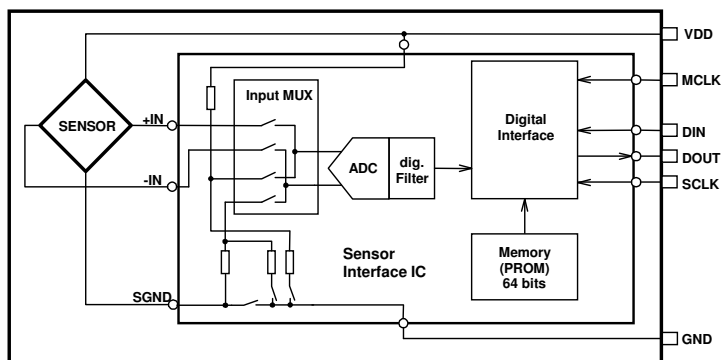 VDD
MCLK
Input MUX
+IN
SENSOR
Digital
Interface
DIN
DOUT
ADC
dig.
Filter
-IN
SCLK
Sensor
Interface IC
Memory
(PROM)
64 bits
SGND
GND